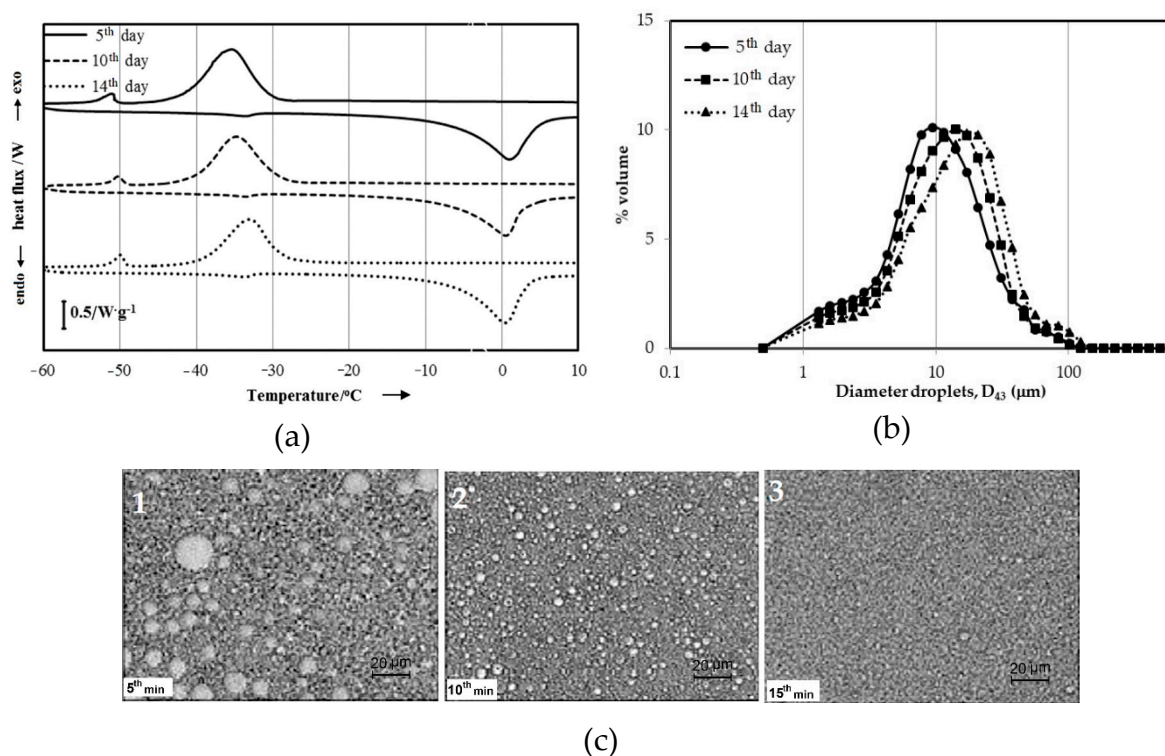 5th day
10th day
14th day
endo ← heat flux /W → exo
0.5/W·g-1
-60 -50 -40 -30 -20 -10 0 10
Temperature/°C →
(a)
15
10
5
0
% volume
5th day
10th day
14th day
0.1 1 10 100
Diameter droplets, D43 (µm)
(b)
1
20 µm
5th min
2
20 µm
10th min
3
20 µm
15th min
(c)